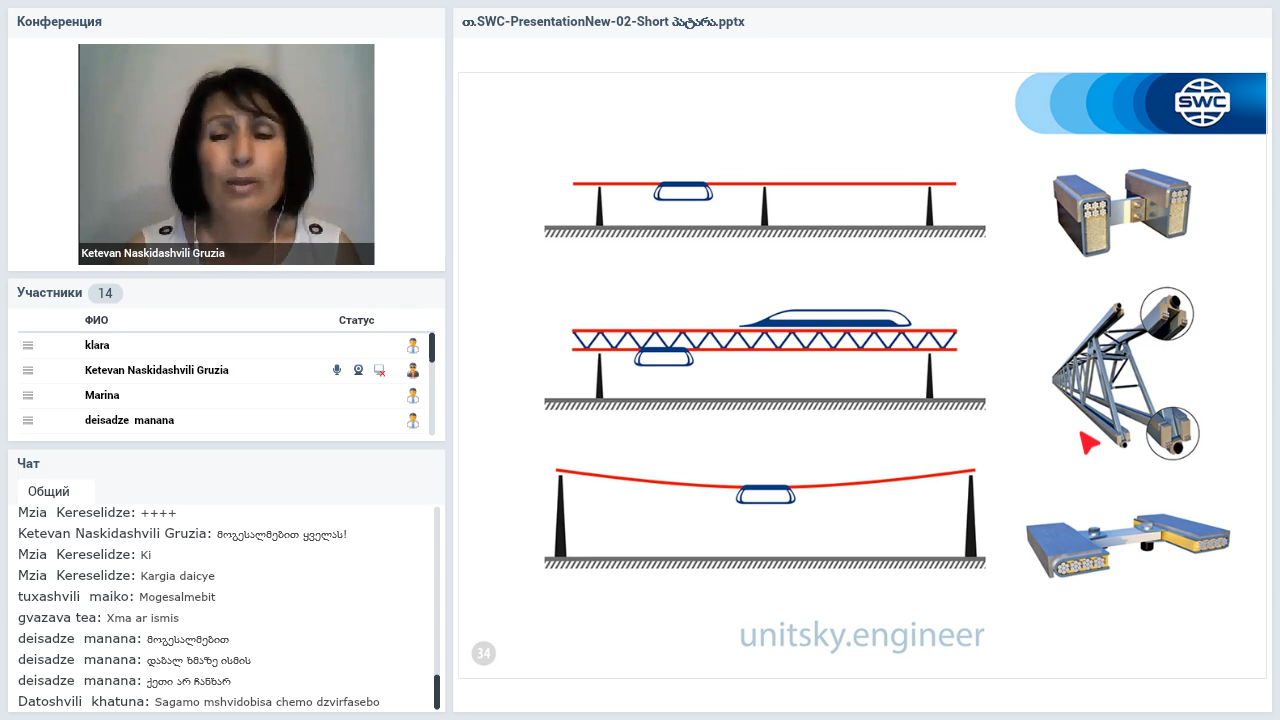 Конференция
Ketevan Naskidashvili Gruzia
Участники 14
ФИО Статус
klara
Ketevan Naskidashvili Gruzia
Marina
deisadze manana
Чат
Общий
Mzia Kereselidze: ++++
Ketevan Naskidashvili Gruzia: მოგესალმებით ყველას!
Mzia Kereselidze: Ki
Mzia Kereselidze: Kargia daicye
tuxashvili maiko: Mogesalmebit
gvazava tea: Xma ar ismis
deisadze manana: მოგესალმებით
deisadze manana: დაბალ ხმაზე ისმის
deisadze manana: ქეთი არ ჩანხარ
Datoshvili khatuna: Sagamo mshvidobisa chemo dzvirfasebo
თ.SWC-PresentationNew-02-Short პატარა.pptx
SWC
unitsky.engineer
34